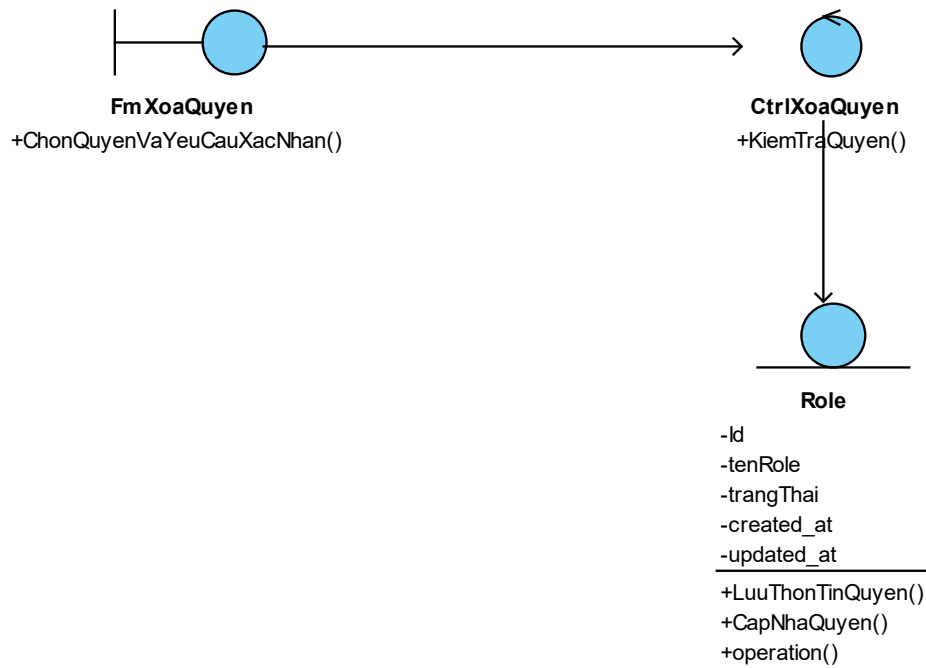 FmXoaQuyen
+ChonQuyenVaYeuCauXacNhan()
CtrlXoaQuyen
+KiemTraQuyen()
Role
-Id
-tenRole
-trangThai
-created_at
-updated_at
+LuuThonTinQuyen()
+CapNhaQuyen()
+operation()